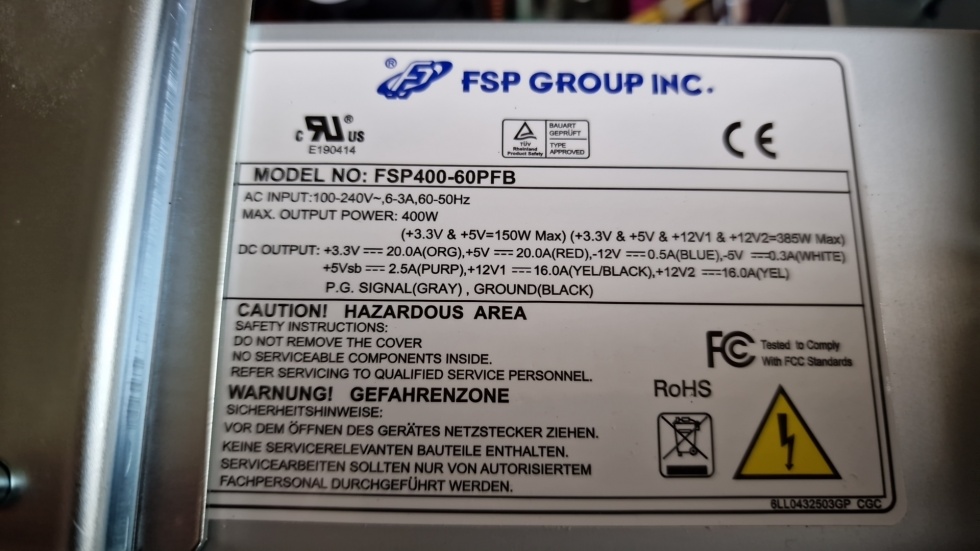 ® FSP GROUP INC.
c RU® US
E190414
TÜV
Rheinland
Product Safety
BAUART
GEPRÜFT
TYPE
APPROVED
CE
MODEL NO: FSP400-60PFB
AC INPUT:100-240V~,6-3A,60-50Hz
MAX. OUTPUT POWER: 400W
(+3.3V & +5V=150W Max) (+3.3V & +5V & +12V1 & +12V2=385W Max)
DC OUTPUT: +3.3V ⎓ 20.0A(ORG),+5V ⎓ 20.0A(RED),-12V ⎓ 0.5A(BLUE),-5V ⎓0.3A(WHITE)
+5Vsb ⎓ 2.5A(PURP),+12V1 ⎓16.0A(YEL/BLACK),+12V2 ⎓16.0A(YEL)
P.G. SIGNAL(GRAY) , GROUND(BLACK)
CAUTION! HAZARDOUS AREA
SAFETY INSTRUCTIONS:
DO NOT REMOVE THE COVER
NO SERVICEABLE COMPONENTS INSIDE.
REFER SERVICING TO QUALIFIED SERVICE PERSONNEL.
FC Tested to Comply
With FCC Standards
WARNUNG! GEFAHRENZONE
SICHERHEITSHINWEISE:
VOR DEM ÖFFNEN DES GERÄTES NETZSTECKER ZIEHEN.
KEINE SERVICERELEVANTEN BAUTEILE ENTHALTEN.
SERVICEARBEITEN SOLLTEN NUR VON AUTORISIERTEM
FACHPERSONAL DURCHGEFÜHRT WERDEN.
RoHS
6LL0432503GP CGC